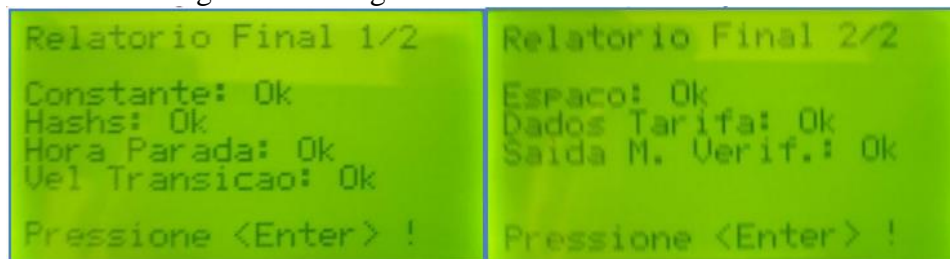 Relatorio Final 1/2
Constante: Ok
Hashs: Ok
Hora Parada: Ok
Vel Transicao: Ok
Pressione <Enter> !
Relatorio Final 2/2
Espaco: Ok
Dados Tarifa: Ok
Saida M. Verif.: Ok
Pressione <Enter> !